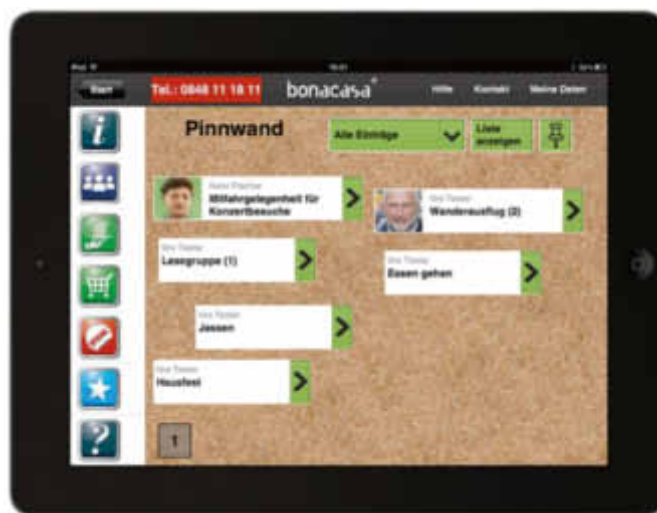 Start
Tel.: 0848 11 18 11
bonacasa
Hilfe
Kontakt
Meine Daten
Pinnwand
Alle Einträge
Liste
anzeigen
Mitfahrgelegenheit für
Konzertbesuche
Wanderausflug (2)
Lesegruppe (1)
Essen gehen
Jassen
Hausfest
1